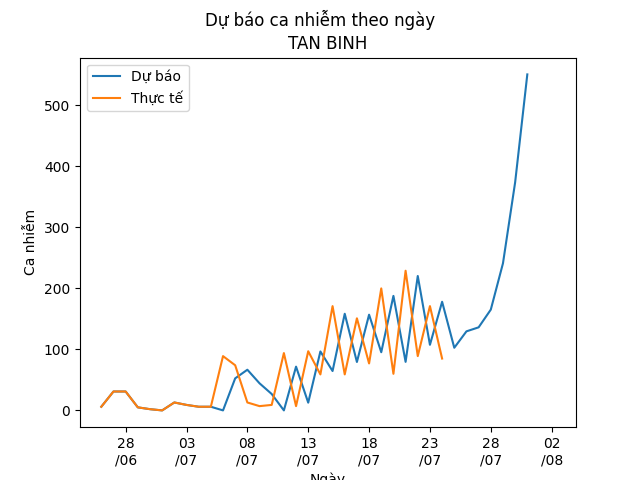 Dự báo ca nhiễm theo ngày
TAN BINH
Dự báo
Thực tế
Ca nhiễm
500
400
300
200
100
0
28 03 08 13 18 23 28 02
/06 /07 /07 /07 /07 /07 /07 /08
Ngày